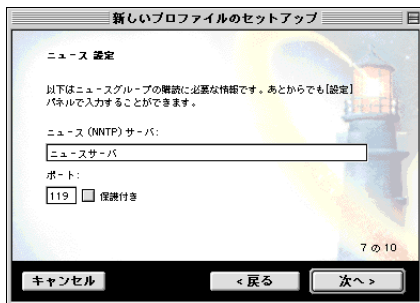 新しいプロファイルのセットアップ
ニュース 設定
以下はニュースグループの購読に必要な情報です。あとからでも[設定]
パネルで入力することができます。
ニュース (NNTP) サーバ:
ニュースサーバ
ポート:
119 保護付き
7 の 10
キャンセル
< 戻る
次へ >